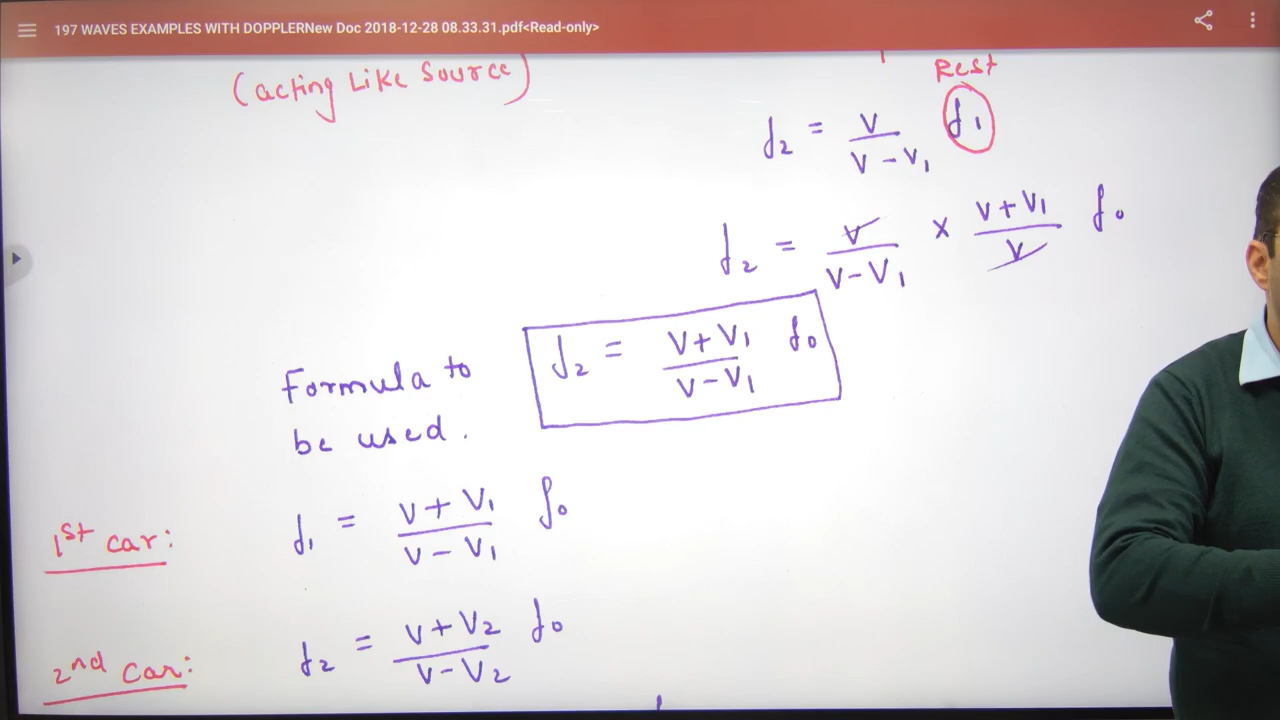 197 WAVES EXAMPLES WITH DOPPLERNew Doc 2018-12-28 08.33.31.pdf<Read-only>
(acting Like Source)
Rest
f₂ = V / (V - V₁) f₁
f₂ = V / (V - V₁) × (V + V₁) / V f₀
Formula to be used. f₂ = (V + V₁) / (V - V₁) f₀
1st car: f₁ = (V + V₁) / (V - V₁) f₀
2nd car: f₂ = (V + V₂) / (V - V₂) f₀